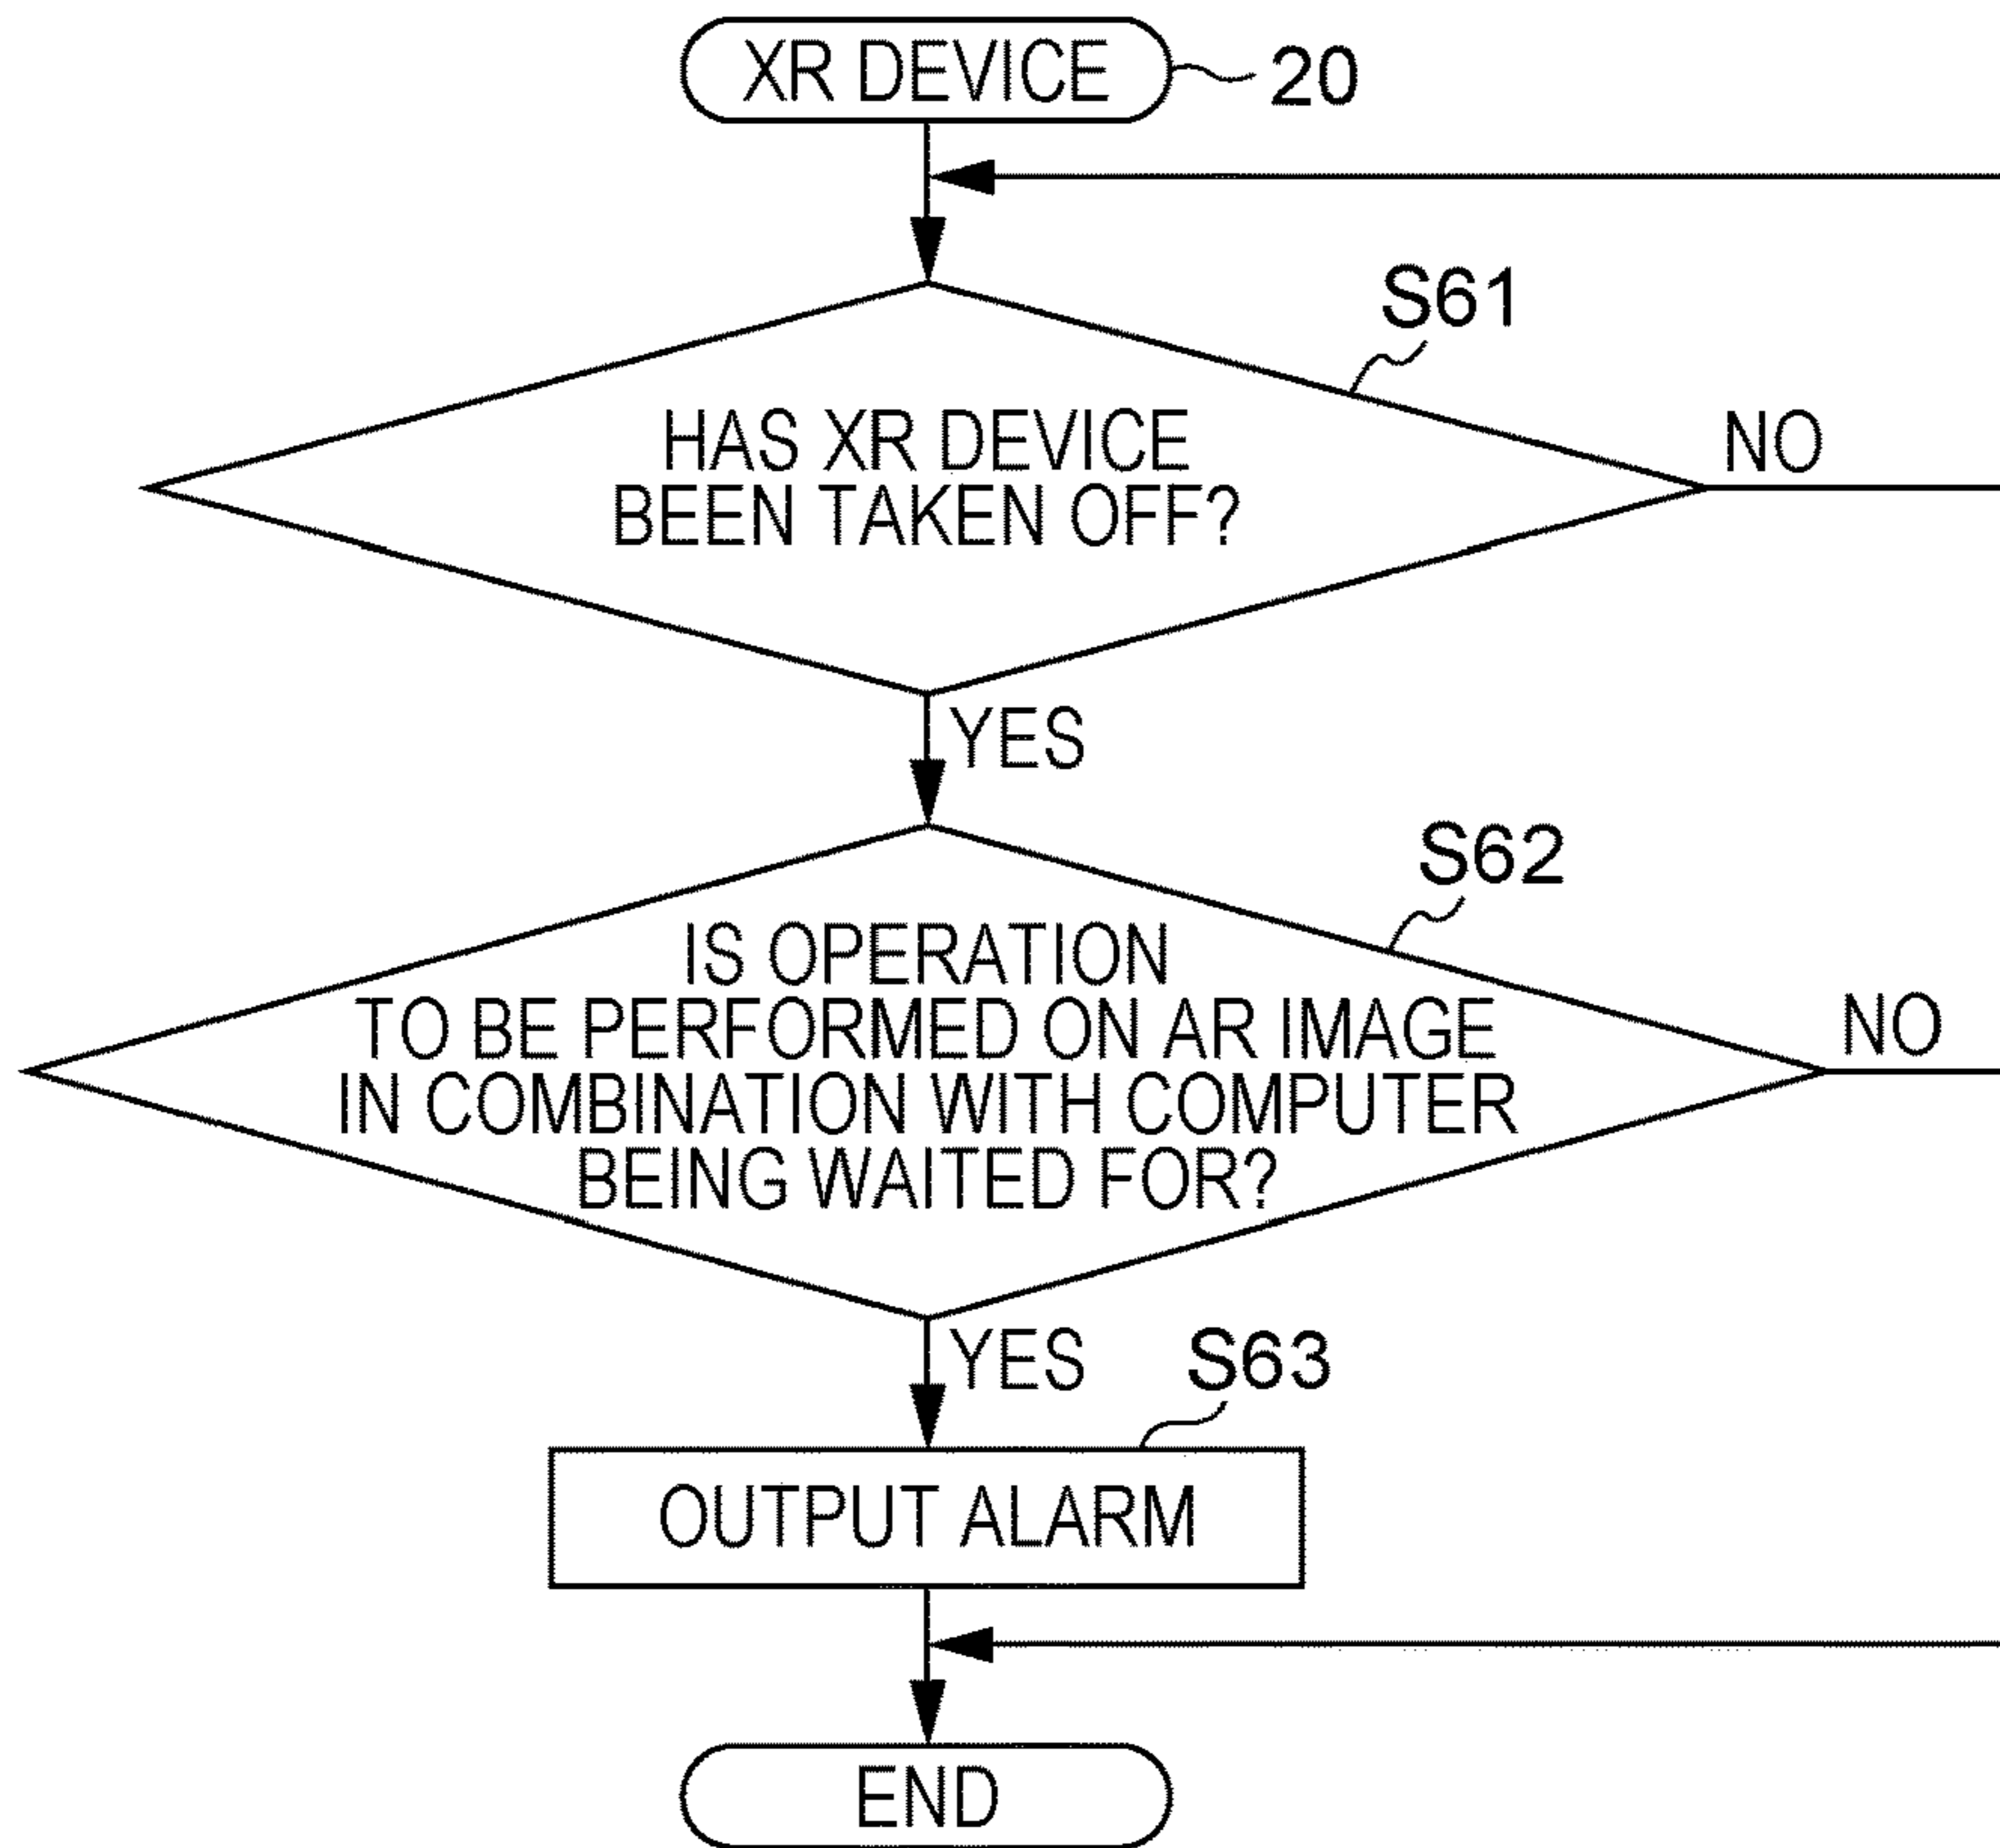 XR DEVICE
20
S61
HAS XR DEVICE
BEEN TAKEN OFF?
NO
YES
S62
IS OPERATION
TO BE PERFORMED ON AR IMAGE
IN COMBINATION WITH COMPUTER
BEING WAITED FOR?
NO
YES
S63
OUTPUT ALARM
END